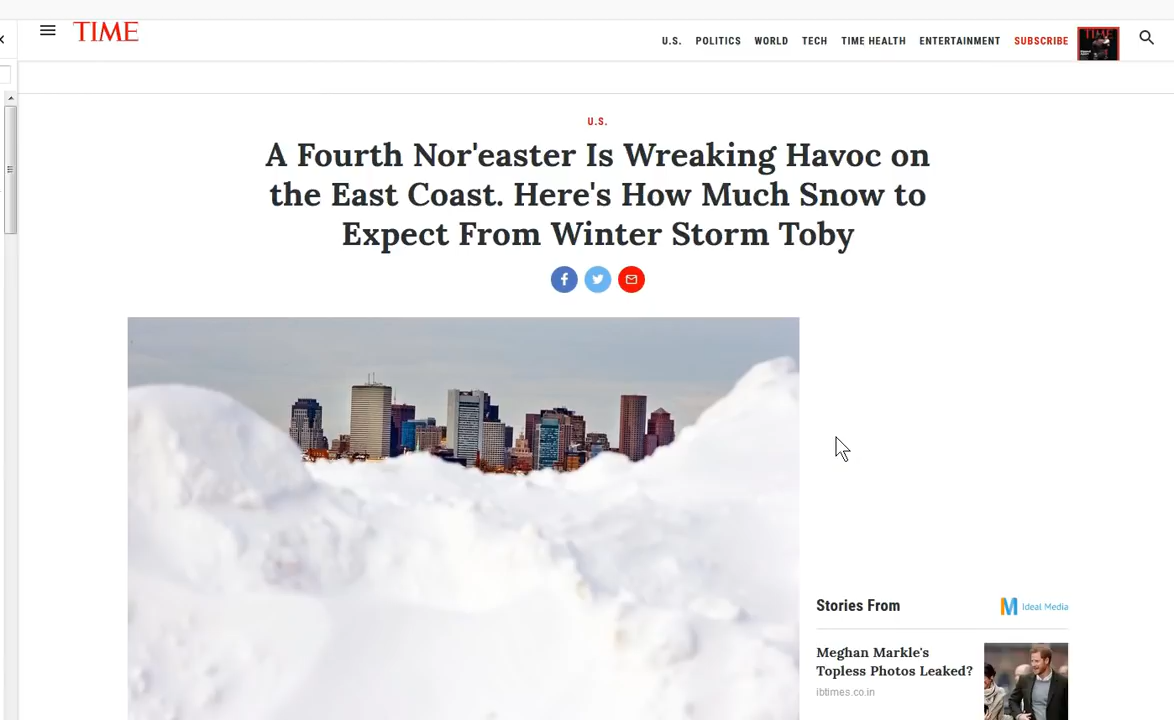 TIME
U.S. POLITICS WORLD TECH TIME HEALTH ENTERTAINMENT SUBSCRIBE
TIME
U.S.
A Fourth Nor'easter Is Wreaking Havoc on
the East Coast. Here's How Much Snow to
Expect From Winter Storm Toby
Stories From
Ideal Media
Meghan Markle's
Topless Photos Leaked?
ibtimes.co.in